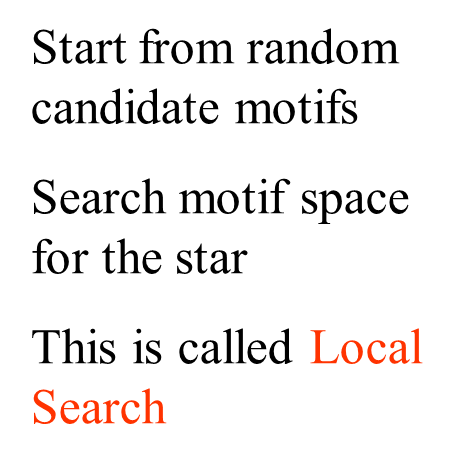 Start from random
candidate motifs
Search motif space
for the star
This is called Local
Search